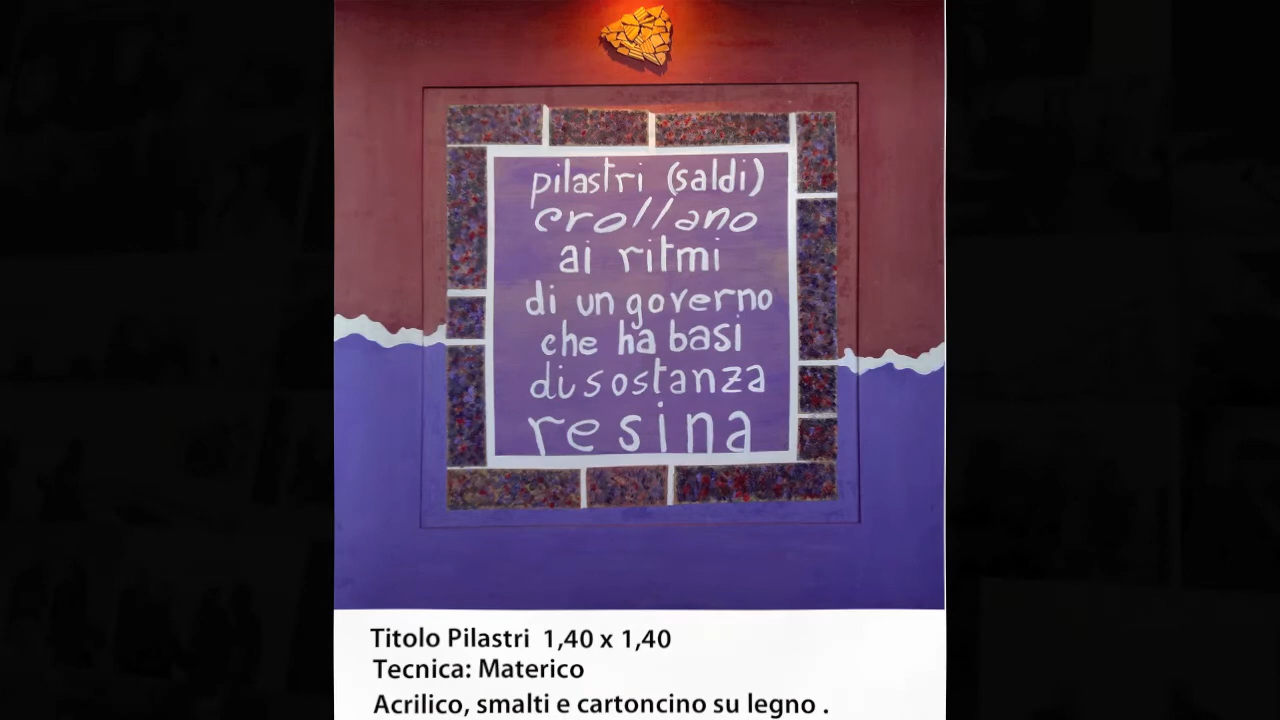 pilastri (saldi)
crollano
ai ritmi
di un governo
che ha basi
di sostanza
resina
Titolo Pilastri 1,40 x 1,40
Tecnica: Materico
Acrilico, smalti e cartoncino su legno .